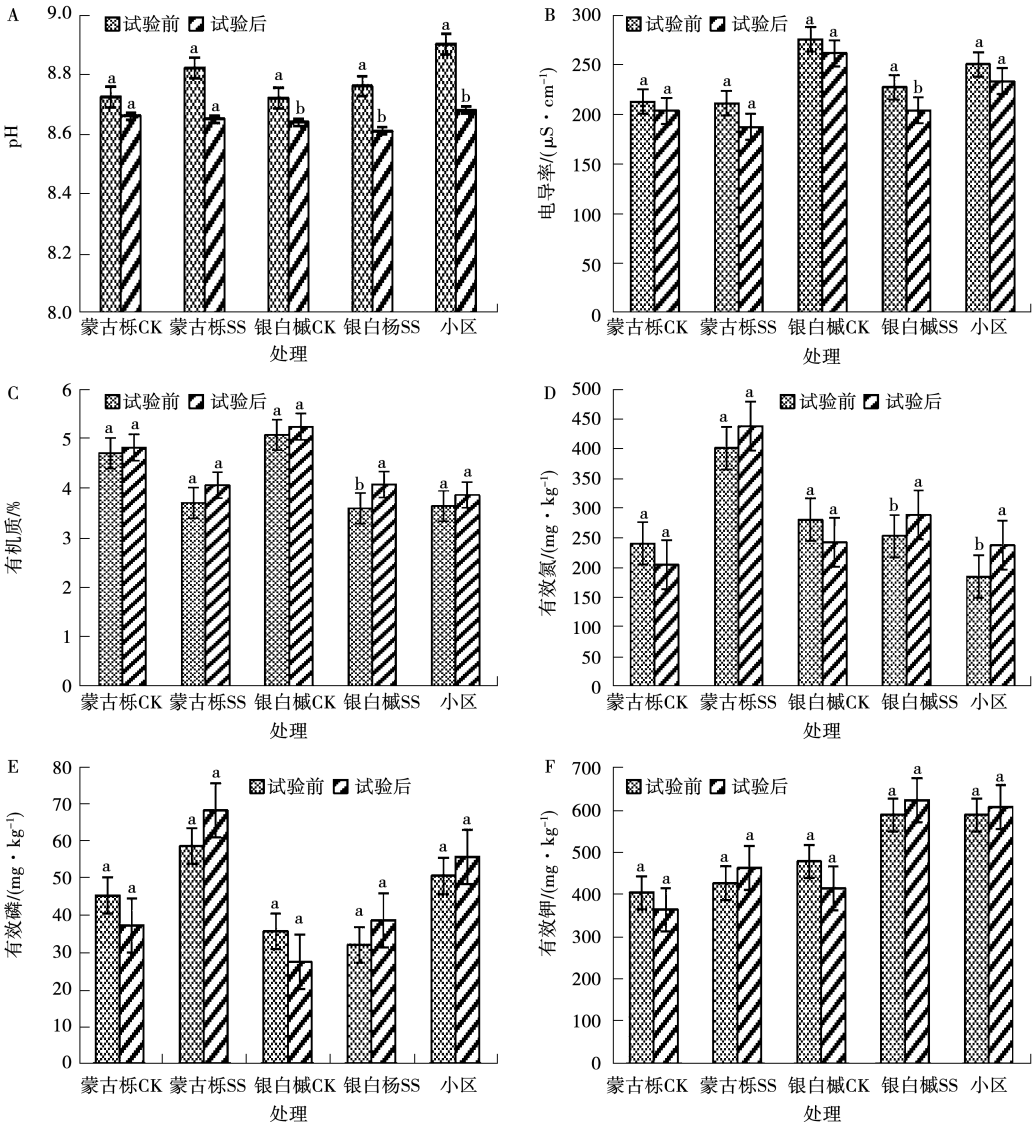 A
试验前 试验后
pH
9.0
8.8
8.6
8.4
8.2
8.0
a a a a a b a b a b
蒙古栎CK 蒙古栎SS 银白槭CK 银白杨SS 小区
处理
B
试验前 试验后
电导率/(μS·cm⁻¹)
300
250
200
150
100
50
0
a a a a a a a b a a
蒙古栎CK 蒙古栎SS 银白槭CK 银白槭SS 小区
处理
C
试验前 试验后
有机质/%
6
5
4
3
2
1
0
a a a a a a b a a a
蒙古栎CK 蒙古栎SS 银白槭CK 银白槭SS 小区
处理
D
试验前 试验后
有效氮/(mg·kg⁻¹)
500
450
400
350
300
250
200
150
100
50
0
a a a a a a b a b a
蒙古栎CK 蒙古栎SS 银白槭CK 银白槭SS 小区
处理
E
试验前 试验后
有效磷/(mg·kg⁻¹)
80
70
60
50
40
30
20
10
0
a a a a a a a a a a
蒙古栎CK 蒙古栎SS 银白槭CK 银白杨SS 小区
处理
F
试验前 试验后
有效钾/(mg·kg⁻¹)
700
600
500
400
300
200
100
0
a a a a a a a a a a
蒙古栎CK 蒙古栎SS 银白槭CK 银白槭SS 小区
处理